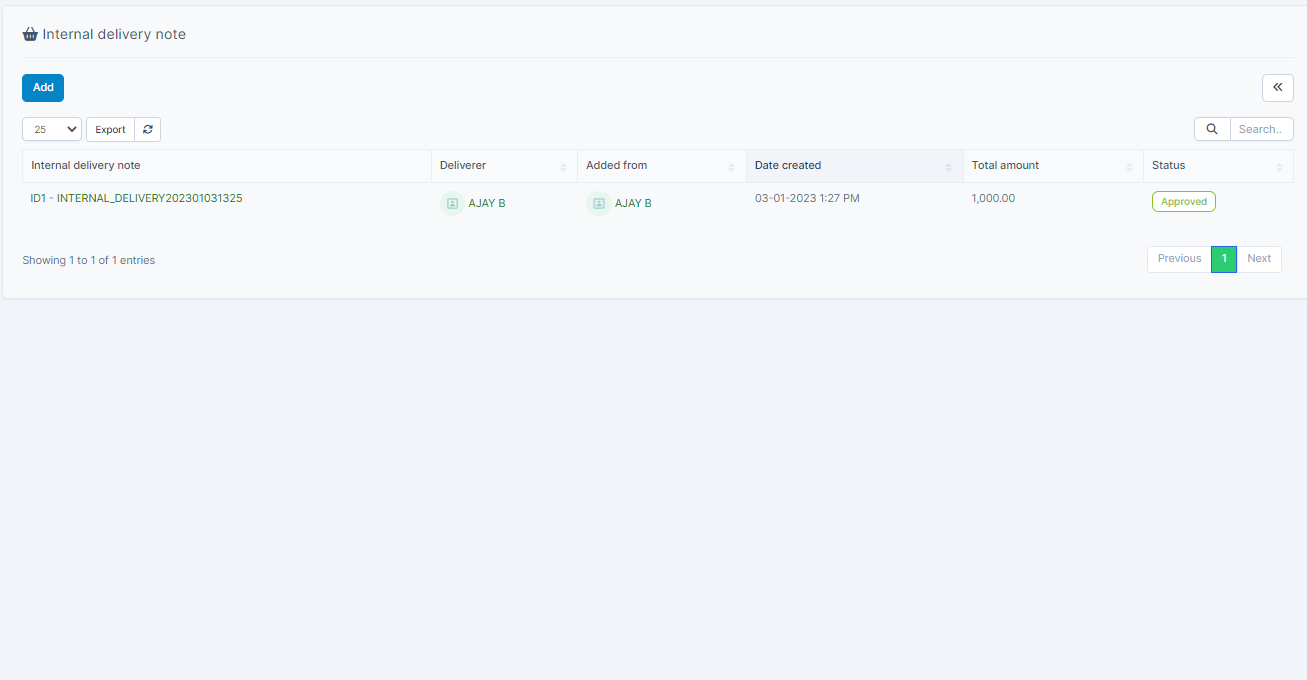 Internal delivery note
Add
25 Export Search..
Internal delivery note Deliverer Added from Date created Total amount Status
ID1 - INTERNAL_DELIVERY202301031325 AJAY B AJAY B 03-01-2023 1:27 PM 1,000.00 Approved
Showing 1 to 1 of 1 entries Previous 1 Next